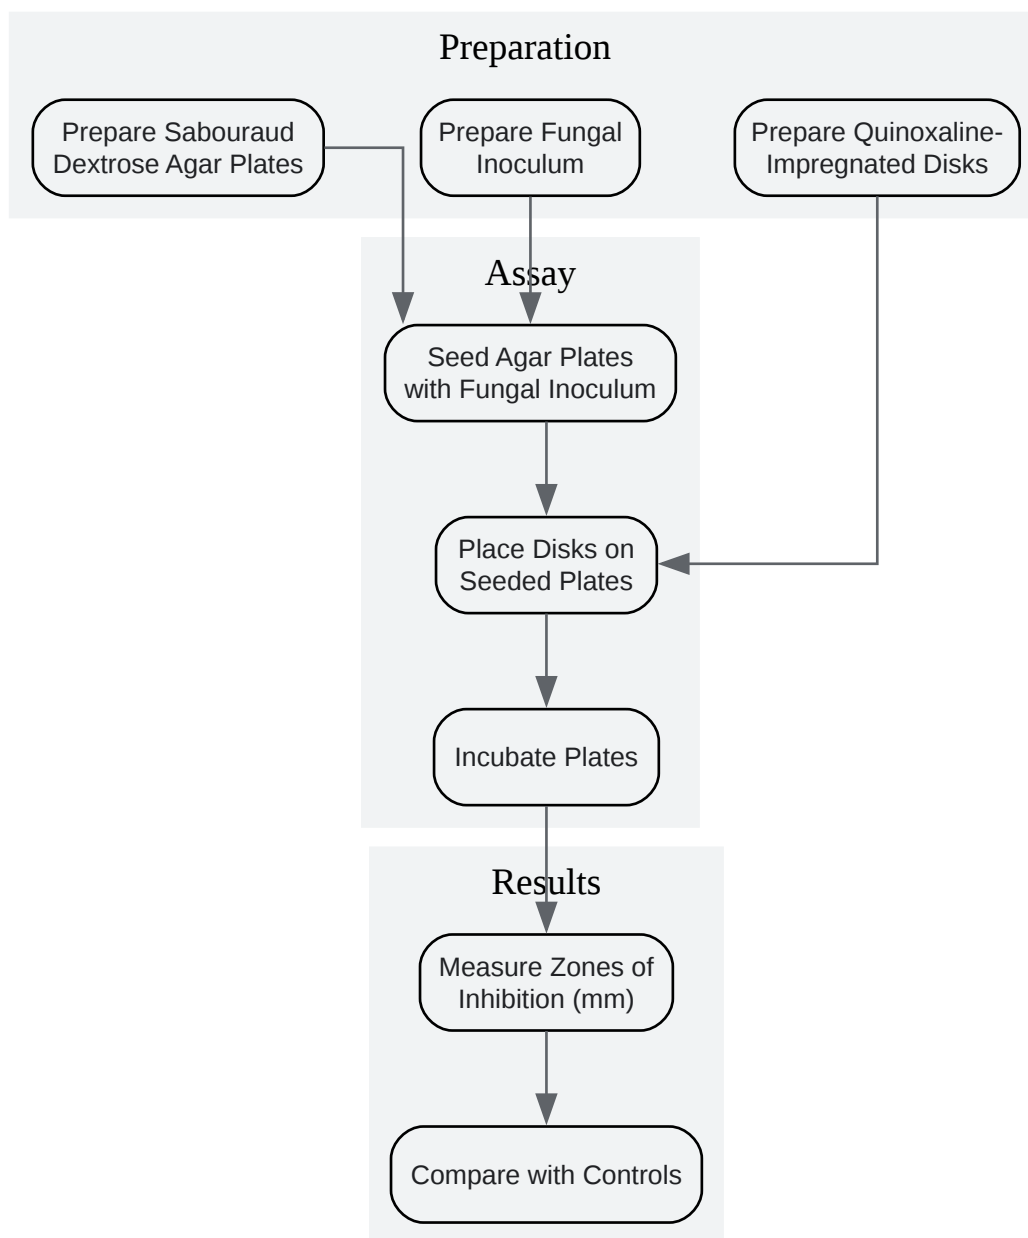 Preparation
Prepare Sabouraud
Dextrose Agar Plates
Prepare Fungal
Inoculum
Prepare Quinoxaline-
Impregnated Disks
Assay
Seed Agar Plates
with Fungal Inoculum
Place Disks on
Seeded Plates
Incubate Plates
Results
Measure Zones of
Inhibition (mm)
Compare with Controls